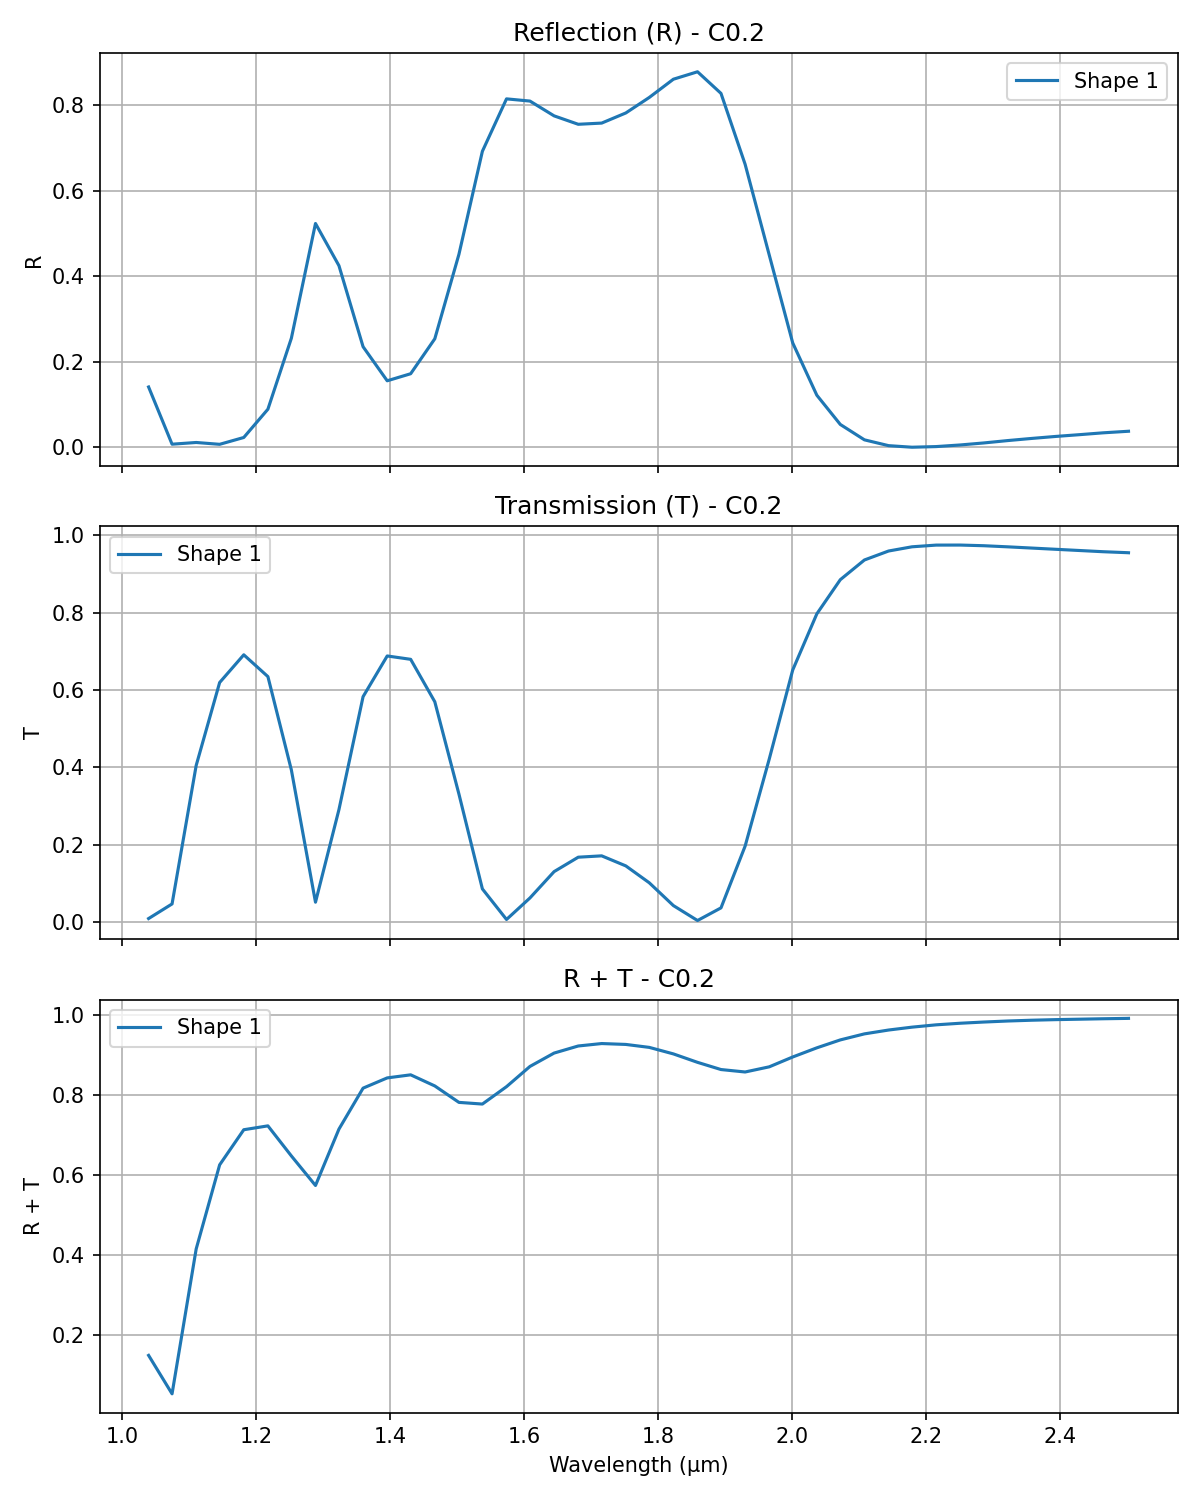 Reflection (R) - C0.2
Shape 1
0.8
0.6
0.4
0.2
0.0
R
Transmission (T) - C0.2
Shape 1
1.0
0.8
0.6
0.4
0.2
0.0
T
R + T - C0.2
Shape 1
1.0
0.8
0.6
0.4
0.2
R + T
1.0 1.2 1.4 1.6 1.8 2.0 2.2 2.4
Wavelength (μm)